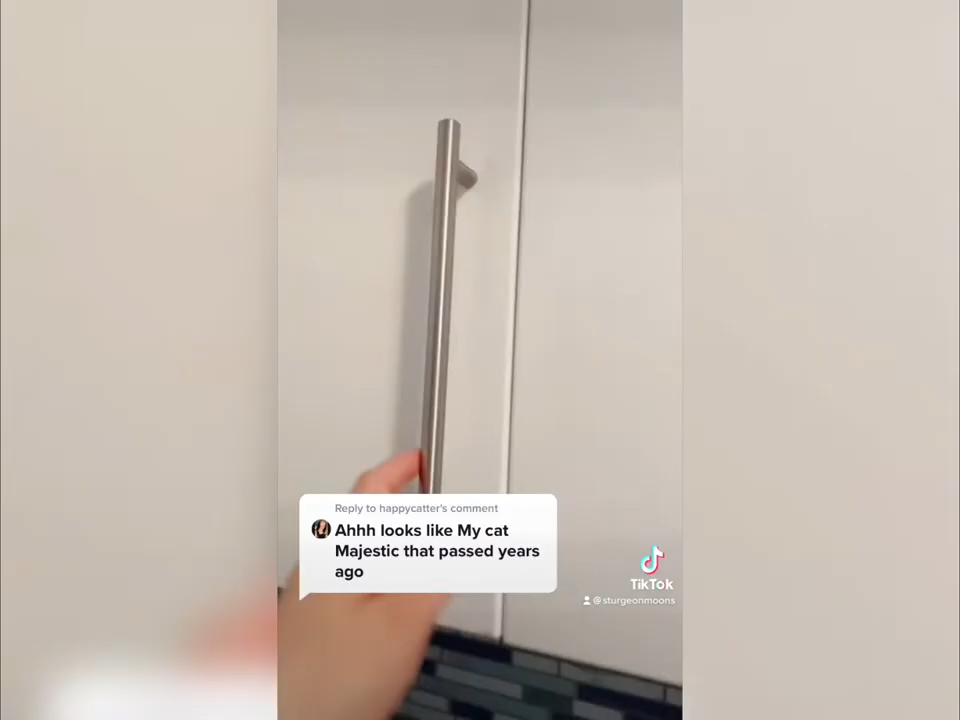 Reply to happycatter's comment
Ahhh looks like My cat
Majestic that passed years
ago
TikTok
@sturgeonmoons